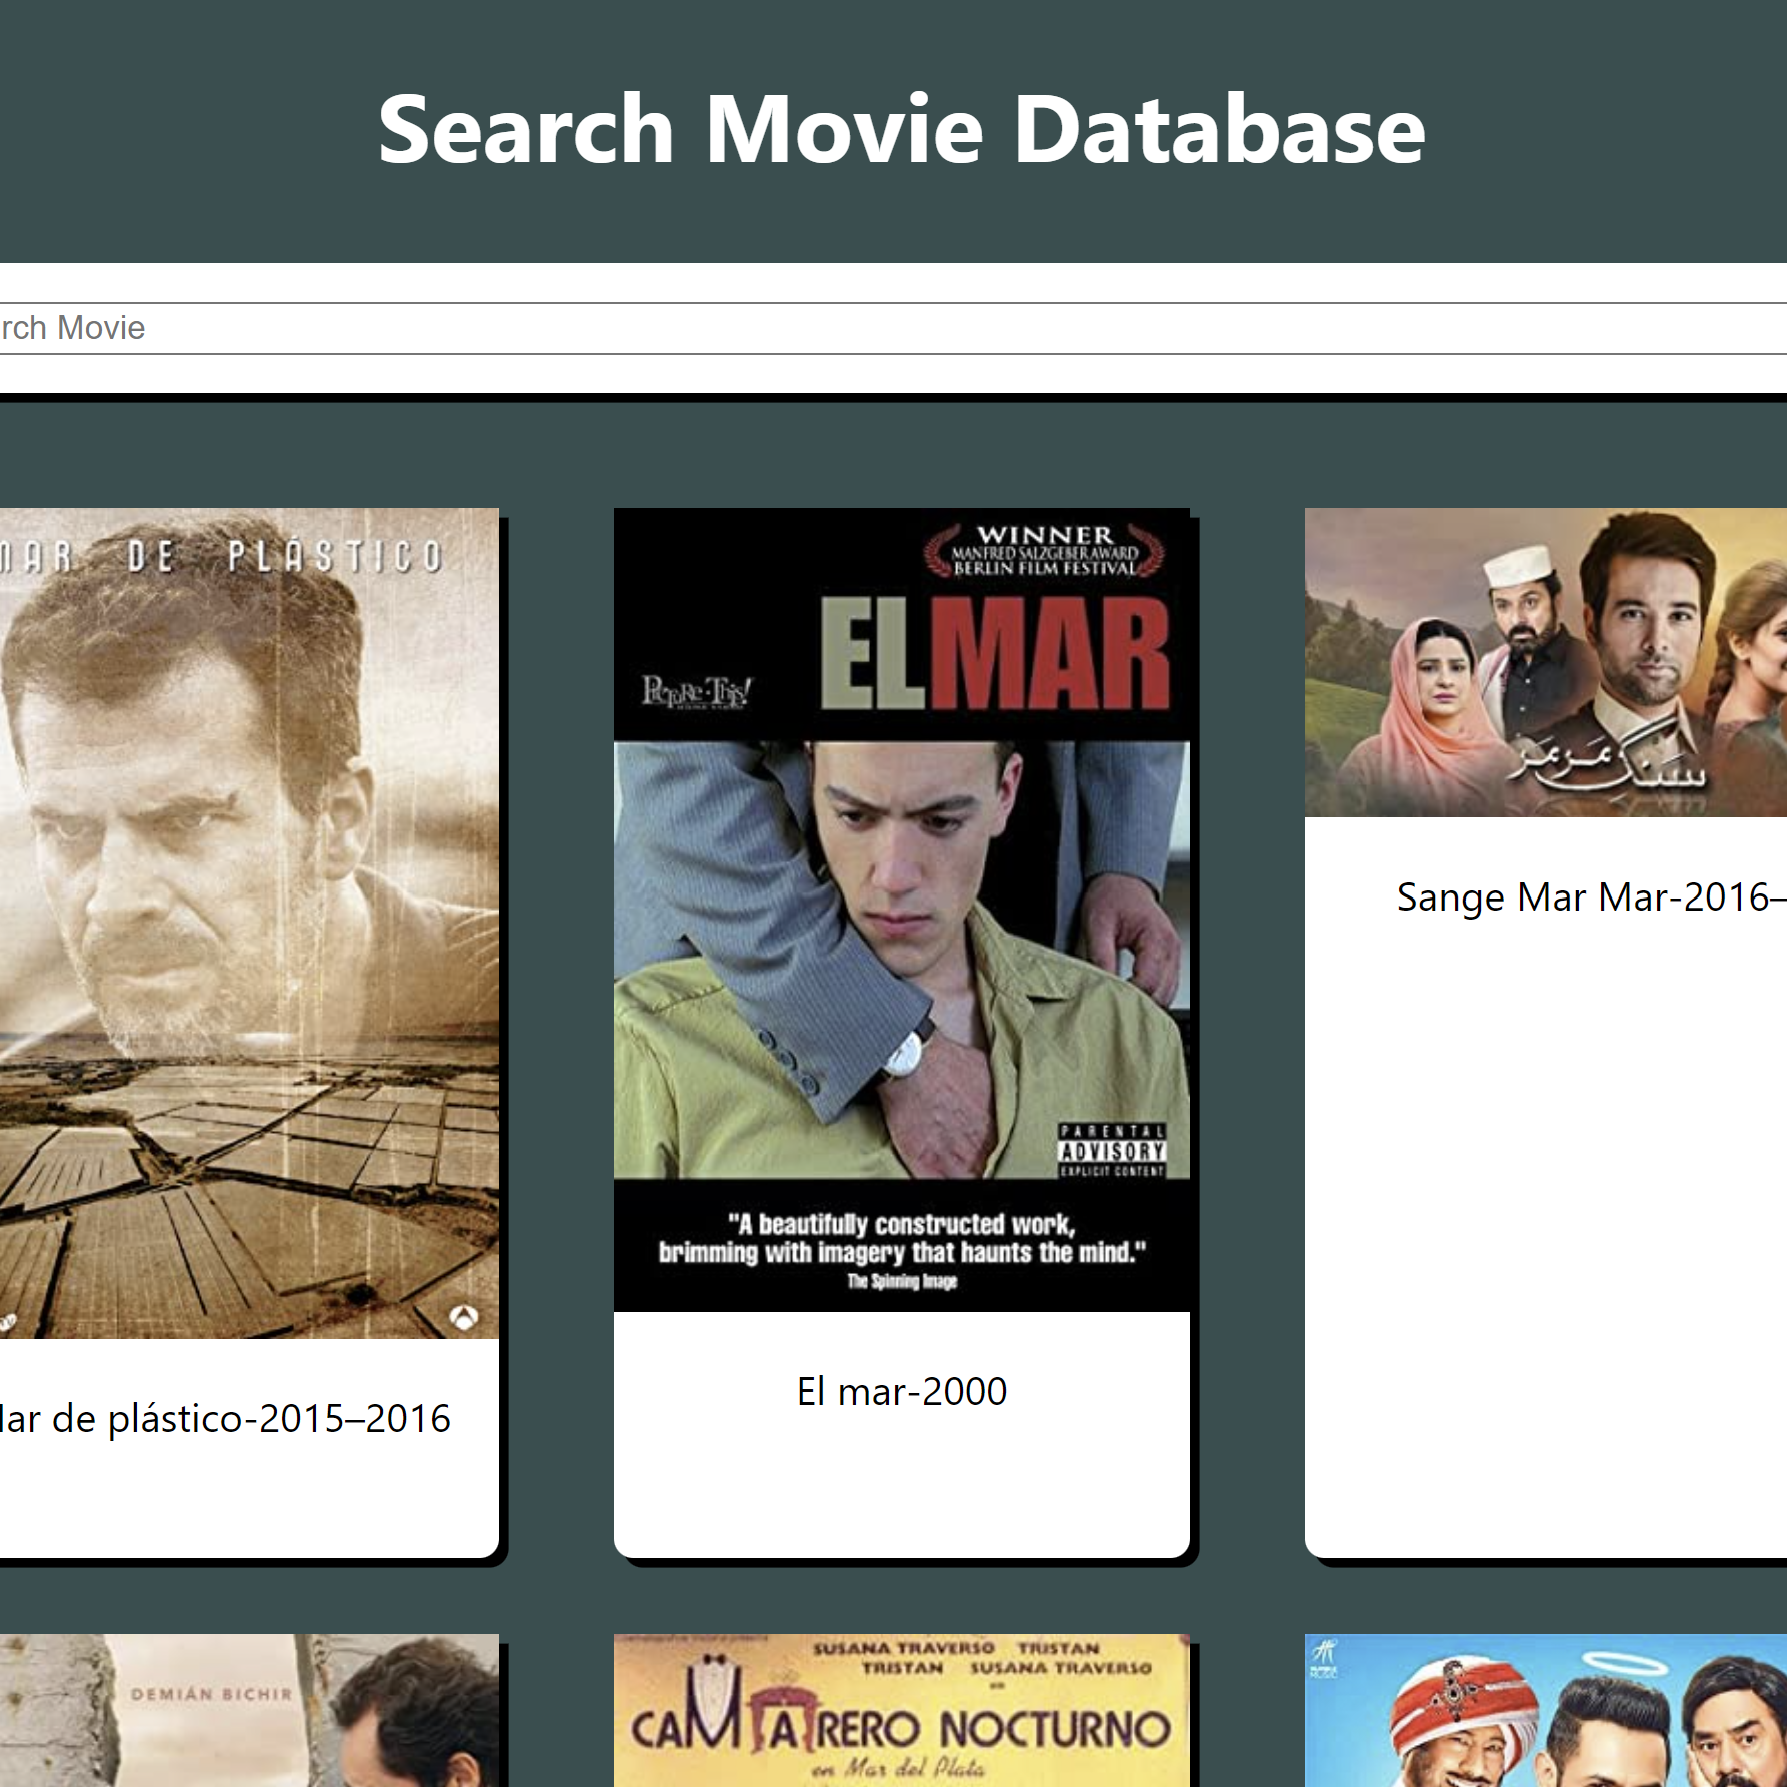 Search Movie Database
rch Movie
MAR DE PLÁSTICO
WINNER
MANFRED SALZGEBER AWARD
BERLIN FILM FESTIVAL
ELMAR
PICTURE·THIS!
سنگ مرمر
Sange Mar Mar-2016–
PARENTAL
ADVISORY
EXPLICIT CONTENT
"A beautifully constructed work,
brimming with imagery that haunts the mind."
The Spinning Image
El mar-2000
ar de plástico-2015–2016
DEMIÁN BICHIR
SUSANA TRAVERSO TRISTAN
TRISTAN SUSANA TRAVERSO
en
CAMATRERO NOCTURNO
en Mar del Plata